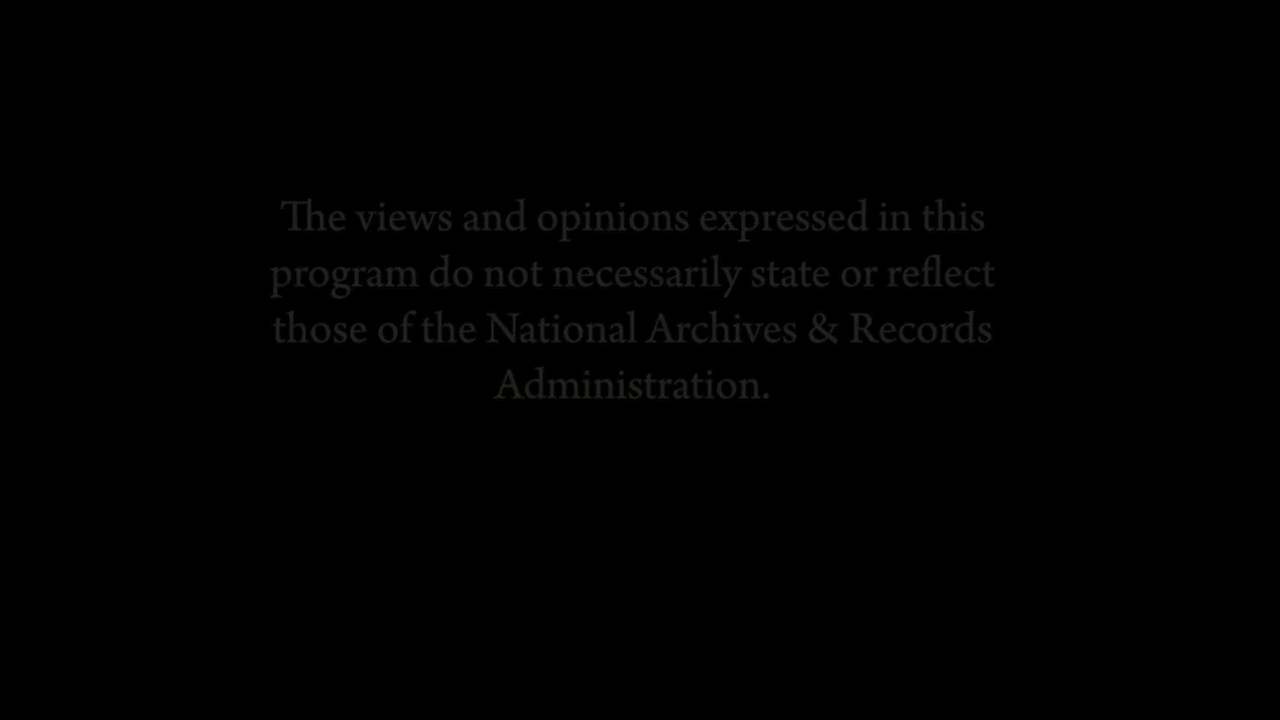 The views and opinions expressed in this
program do not necessarily state or reflect
those of the National Archives & Records
Administration.